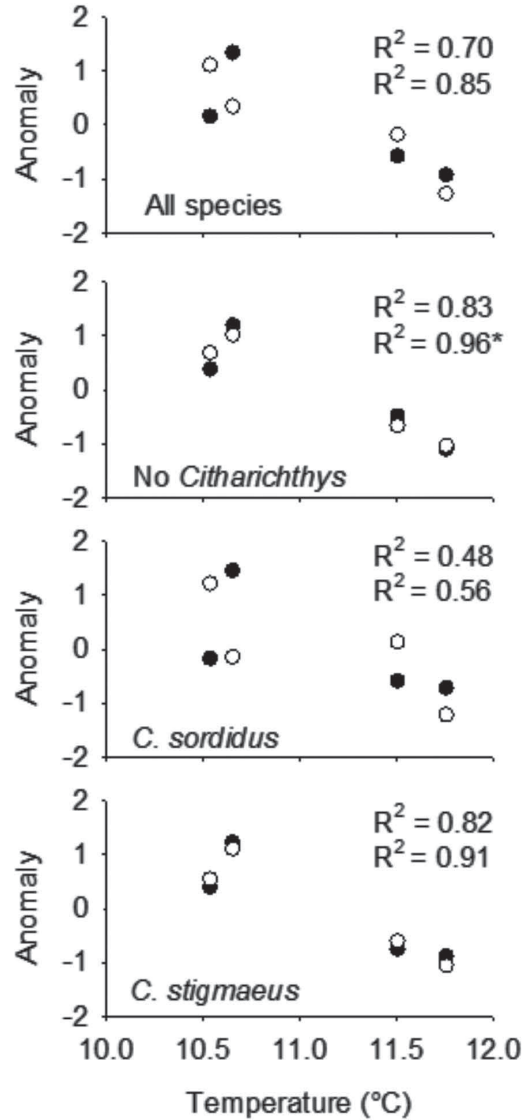 2
R² = 0.70
1
R² = 0.85
0
Anomaly
-1
All species
-2
2
R² = 0.83
1
R² = 0.96*
0
Anomaly
-1
No Citharichthys
-2
2
R² = 0.48
1
R² = 0.56
0
Anomaly
-1
C. sordidus
-2
2
R² = 0.82
1
R² = 0.91
0
Anomaly
-1
C. stigmaeus
-2
10.0 10.5 11.0 11.5 12.0
Temperature (ºC)